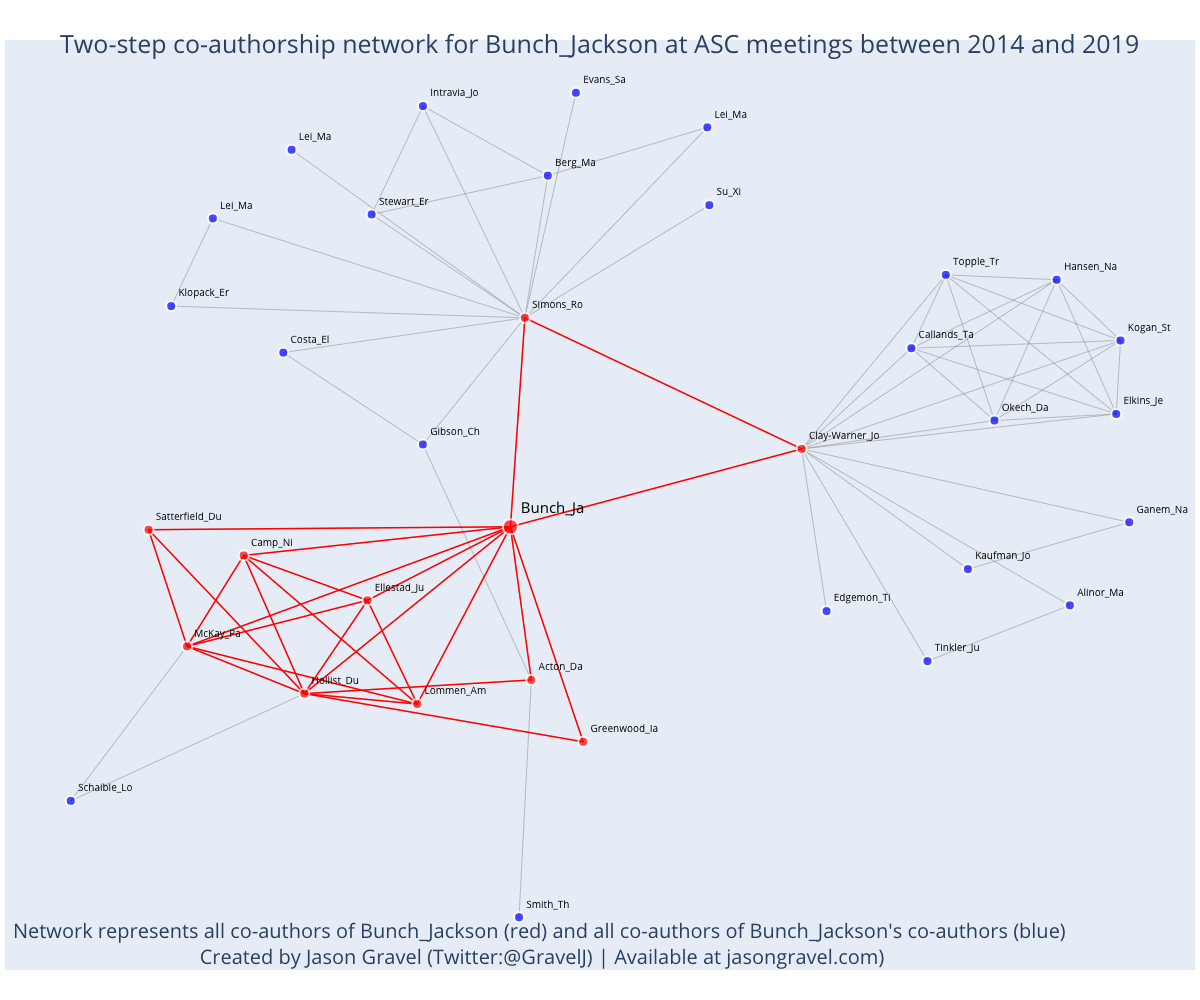 Two-step co-authorship network for Bunch_Jackson at ASC meetings between 2014 and 2019
Evans_Sa
Intravia_Jo
Lei_Ma
Lei_Ma
Berg_Ma
Su_Xi
Stewart_Er
Lei_Ma
Topple_Tr
Hansen_Na
Klopack_Er
Simons_Ro
Kogan_St
Callands_Ta
Costa_El
Elkins_Je
Okech_Da
Gibson_Ch
Clay-Warner_Jo
Bunch_Ja
Ganem_Na
Satterfield_Du
Camp_Ni
Kaufman_Jo
Ellestad_Ju
Alinor_Ma
Edgemon_Ti
McKay_Pa
Tinkler_Ju
Acton_Da
Hollist_Du
Lommen_Am
Greenwood_Ia
Schaible_Lo
Smith_Th
Network represents all co-authors of Bunch_Jackson (red) and all co-authors of Bunch_Jackson's co-authors (blue)
Created by Jason Gravel (Twitter:@GravelJ) | Available at jasongravel.com)